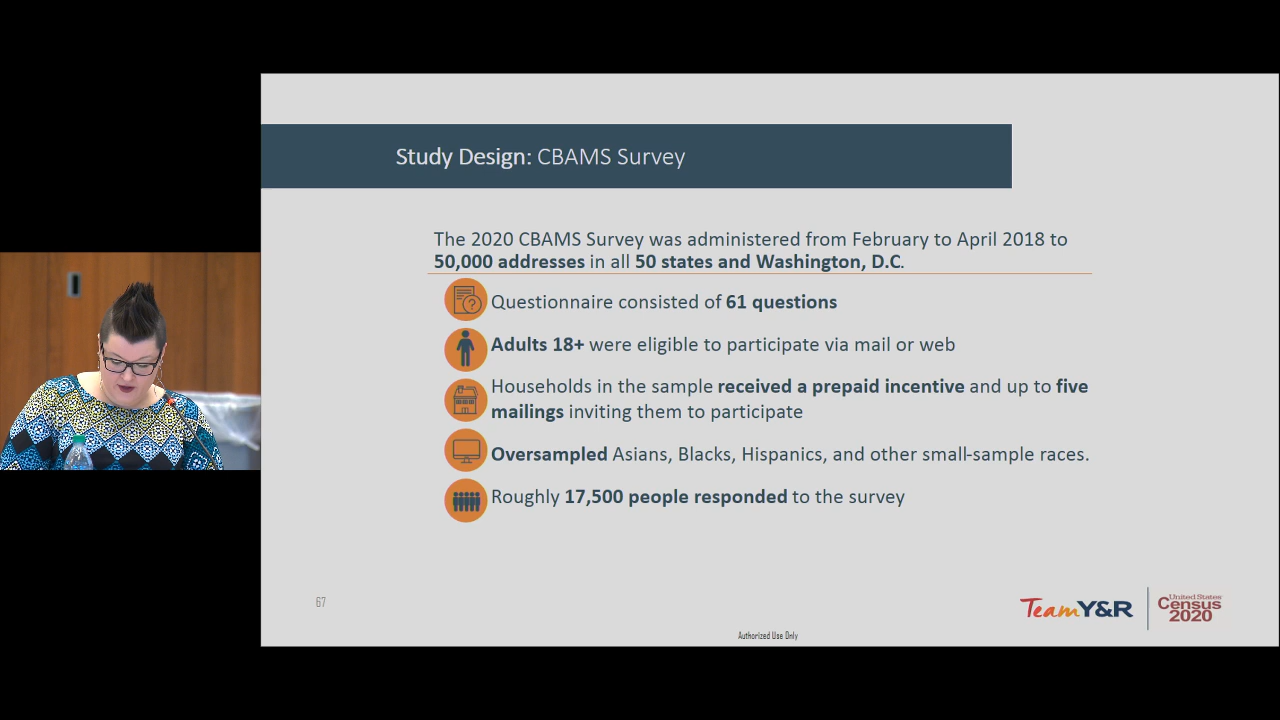 Study Design: CBAMS Survey
The 2020 CBAMS Survey was administered from February to April 2018 to
50,000 addresses in all 50 states and Washington, D.C.
Questionnaire consisted of 61 questions
Adults 18+ were eligible to participate via mail or web
Households in the sample received a prepaid incentive and up to five
mailings inviting them to participate
Oversampled Asians, Blacks, Hispanics, and other small-sample races.
Roughly 17,500 people responded to the survey
67
TeamY&R
United States
Census
2020
Authorized Use Only